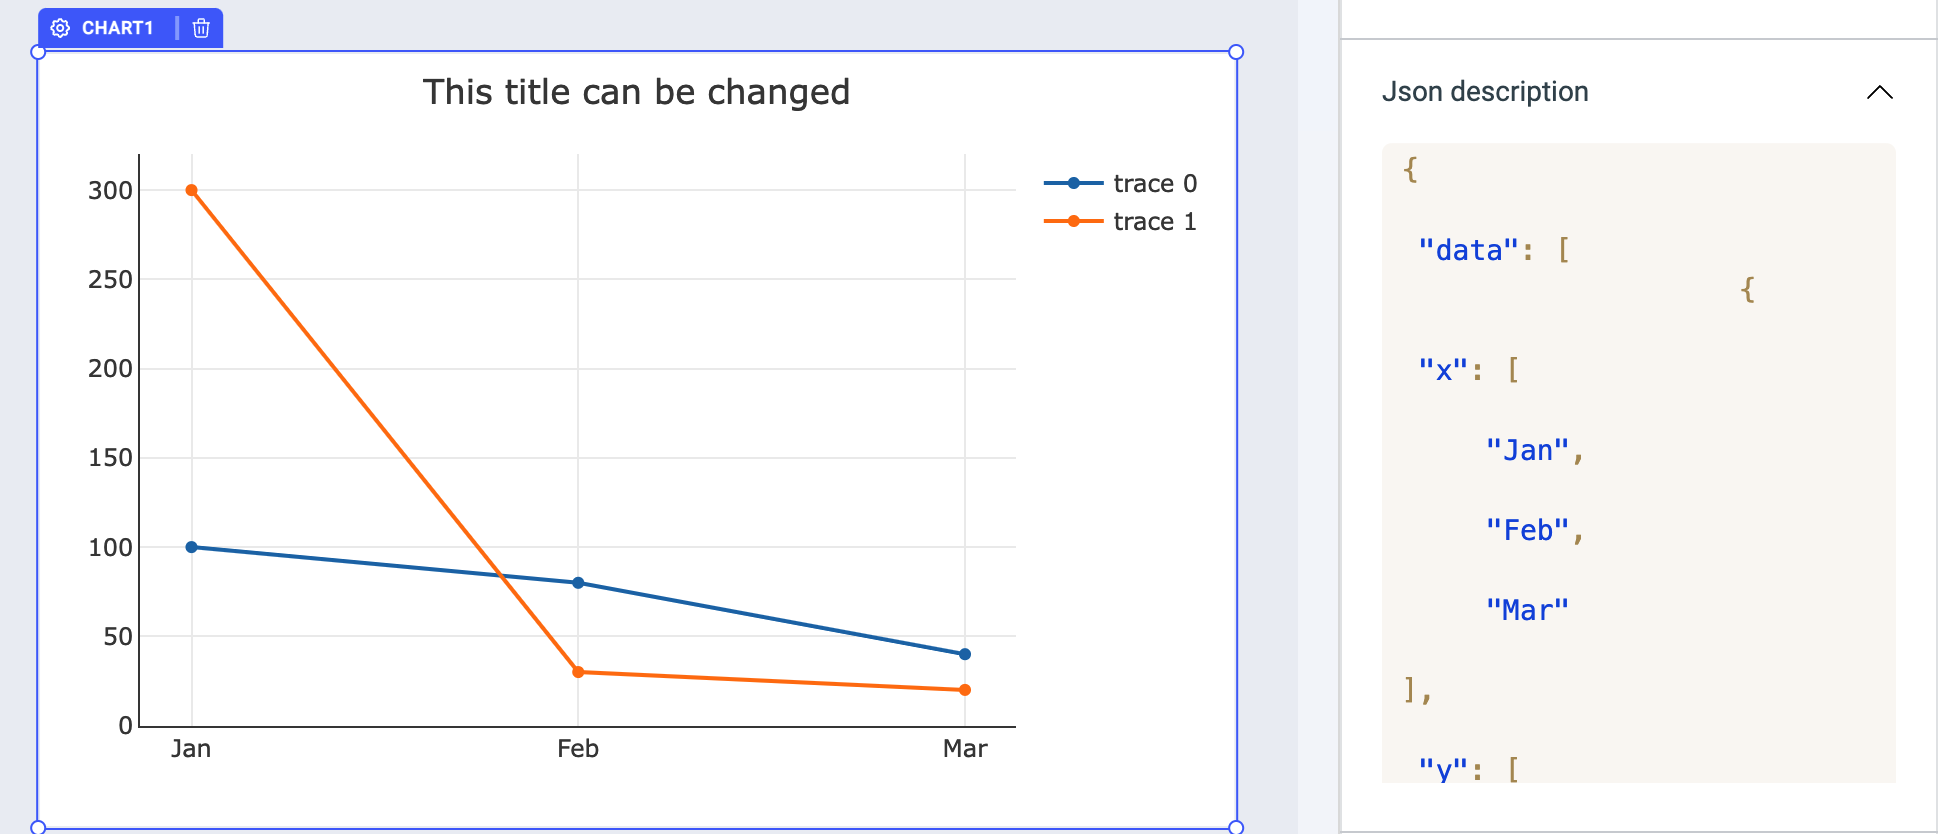 CHART1
This title can be changed
300
250
200
150
100
50
0
Jan
Feb
Mar
trace 0
trace 1
Json description
{
"data": [
{
"x": [
"Jan",
"Feb",
"Mar"
],
"y": [